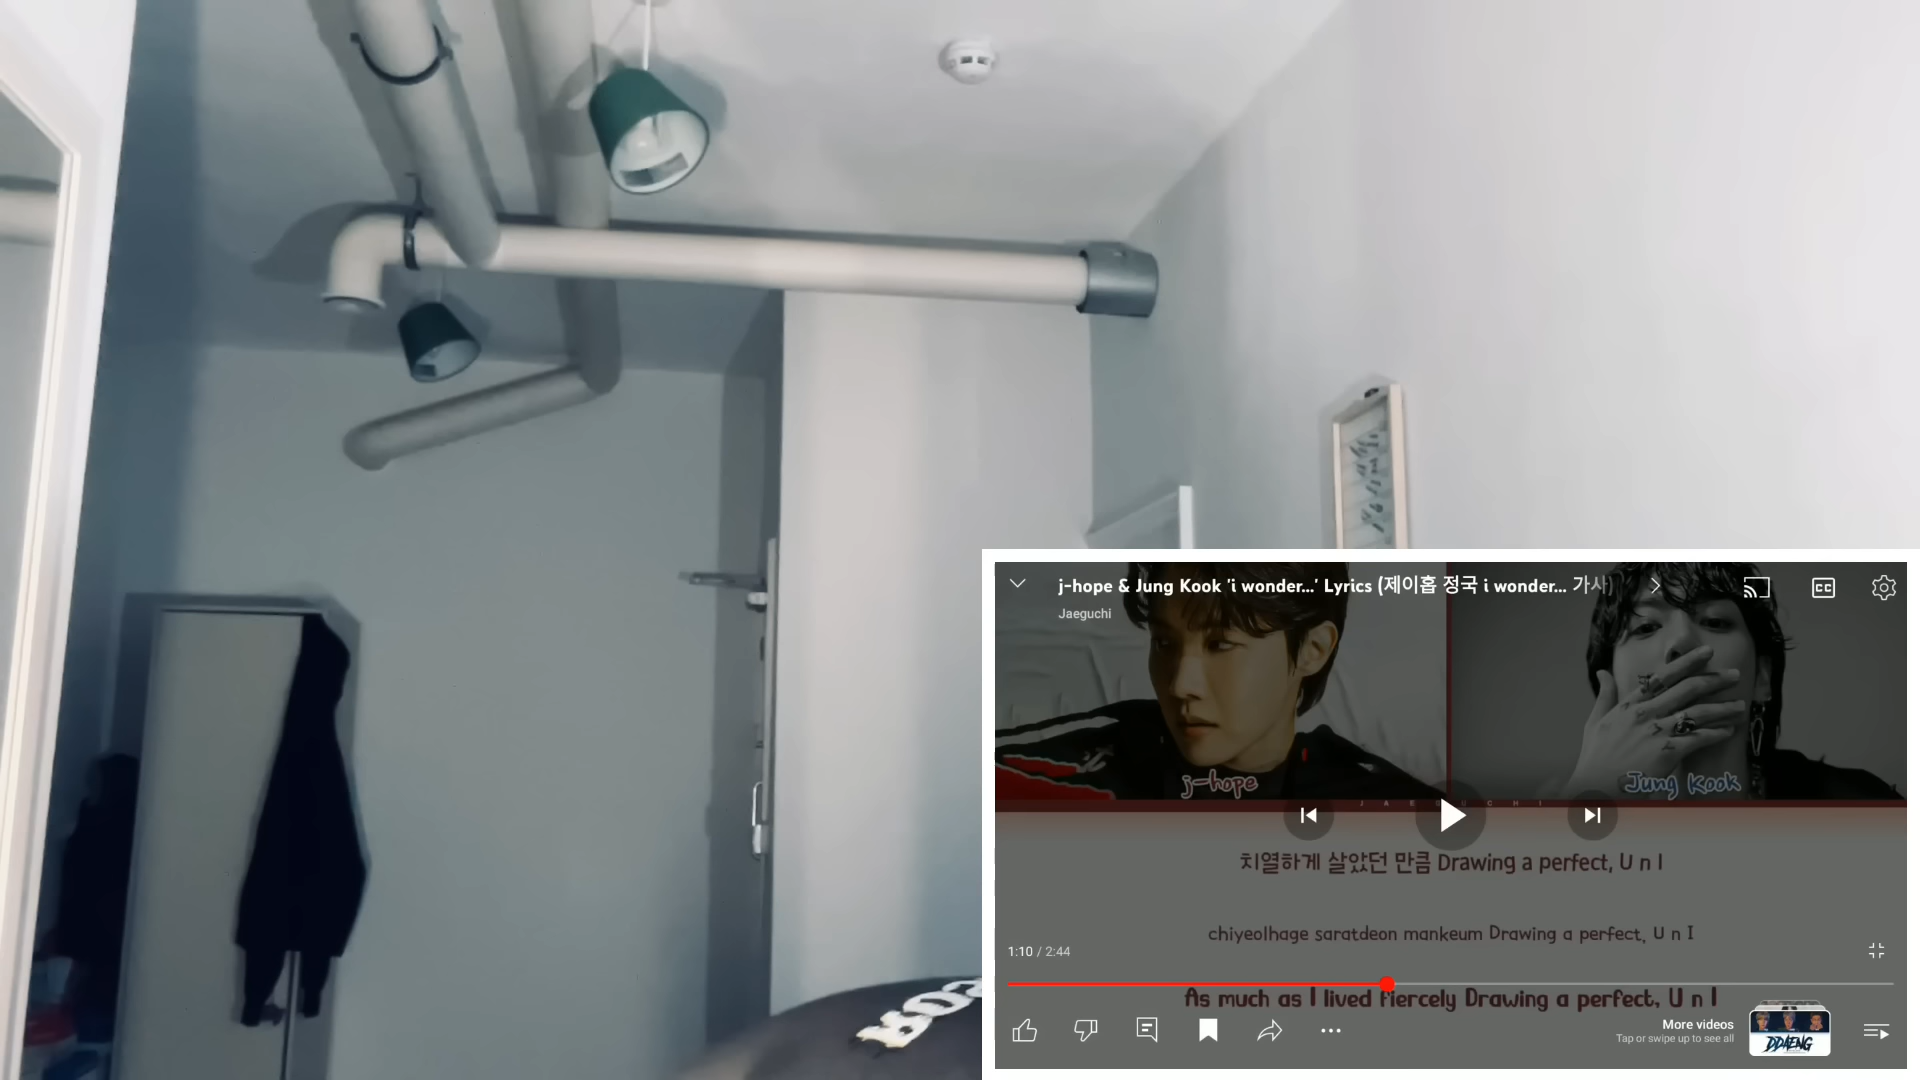 j-hope & Jung Kook 'i wonder...' Lyrics (제이홉 정국 i wonder... 가사)
Jaeguchi
j-hope
Jung Kook
J A E G U C H I
치열하게 살았던 만큼 Drawing a perfect, U n I
chiyeolhage saratdeon mankeum Drawing a perfect, U n I
1:10 / 2:44
As much as I lived fiercely Drawing a perfect, U n I
More videos
Tap or swipe up to see all
DDAENG
CC